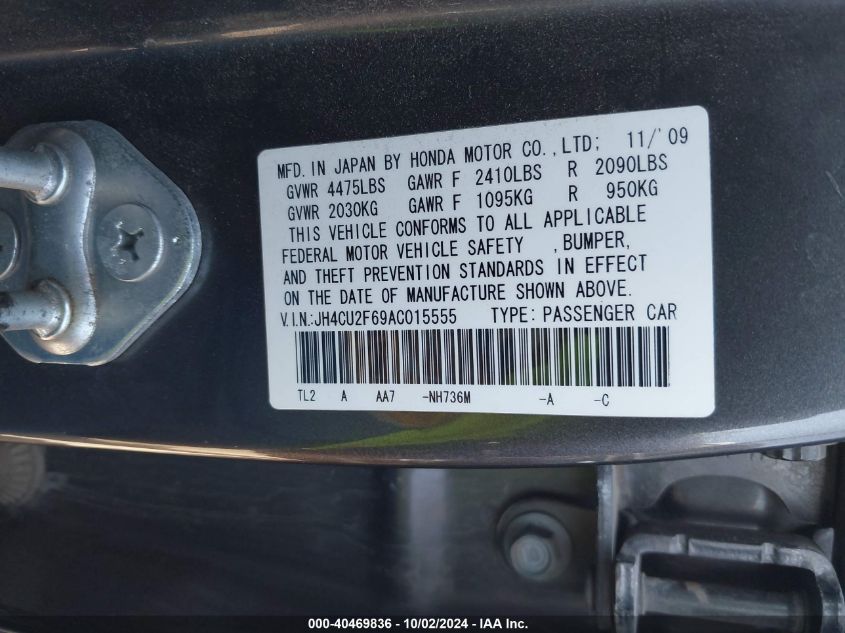 MFD. IN JAPAN BY HONDA MOTOR CO.,LTD; 11/'09
GVWR 4475LBS GAWR F 2410LBS R 2090LBS
GVWR 2030KG GAWR F 1095KG R 950KG
THIS VEHICLE CONFORMS TO ALL APPLICABLE
FEDERAL MOTOR VEHICLE SAFETY ,BUMPER,
AND THEFT PREVENTION STANDARDS IN EFFECT
ON THE DATE OF MANUFACTURE SHOWN ABOVE.
V.I.N.:JH4CU2F69AC015555 TYPE: PASSENGER CAR
TL2 A AA7 -NH736M -A -C
000-40469836 - 10/02/2024 - IAA Inc.